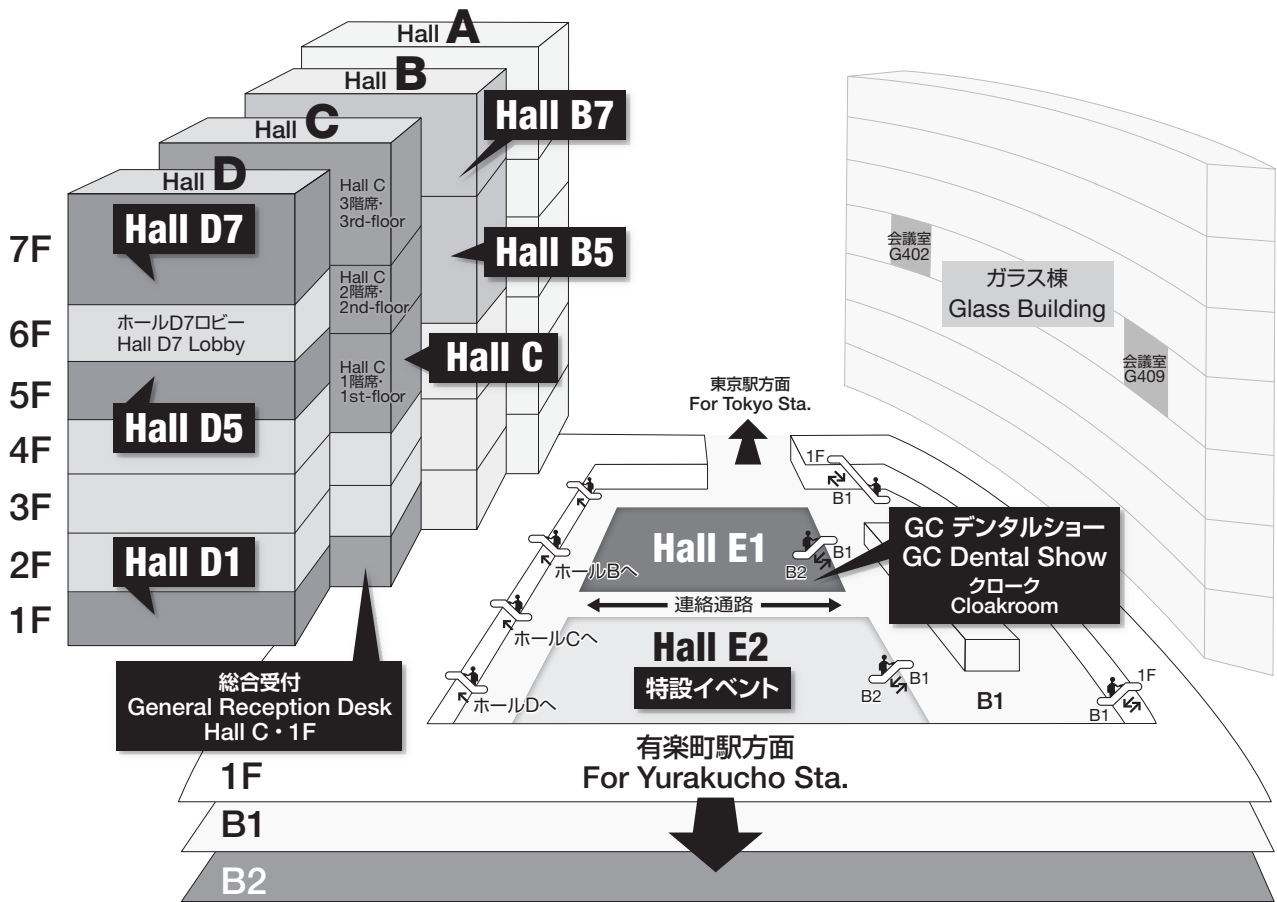 Hall A
Hall B
Hall C
Hall D
Hall B7
Hall B5
Hall C
Hall D7
Hall D5
Hall D1
Hall C
3階席・
3rd-floor
Hall C
2階席・
2nd-floor
Hall C
1階席・
1st-floor
ホールD7ロビー
Hall D7 Lobby
7F
6F
5F
4F
3F
2F
1F
総合受付
General Reception Desk
Hall C・1F
会議室
G402
ガラス棟
Glass Building
会議室
G409
東京駅方面
For Tokyo Sta.
1F
B1
Hall E1
B1
B2
GC デンタルショー
GC Dental Show
クローク
Cloakroom
ホールBへ
連絡通路
ホールCへ
Hall E2
特設イベント
B1
B2
ホールDへ
B1
1F
B1
有楽町駅方面
For Yurakucho Sta.
1F
B1
B2